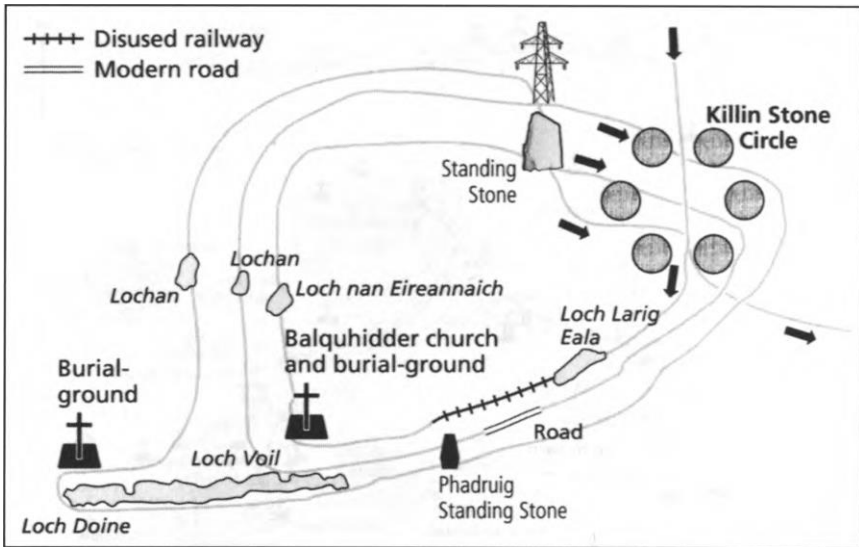 Disused railway
Modern road
Killin Stone
Circle
Standing
Stone
Lochan
Lochan
Loch nan Eireannaich
Loch Larig
Eala
Balquhidder church
and burial-ground
Burial-
ground
Road
Loch Voil
Phadruig
Standing Stone
Loch Doine